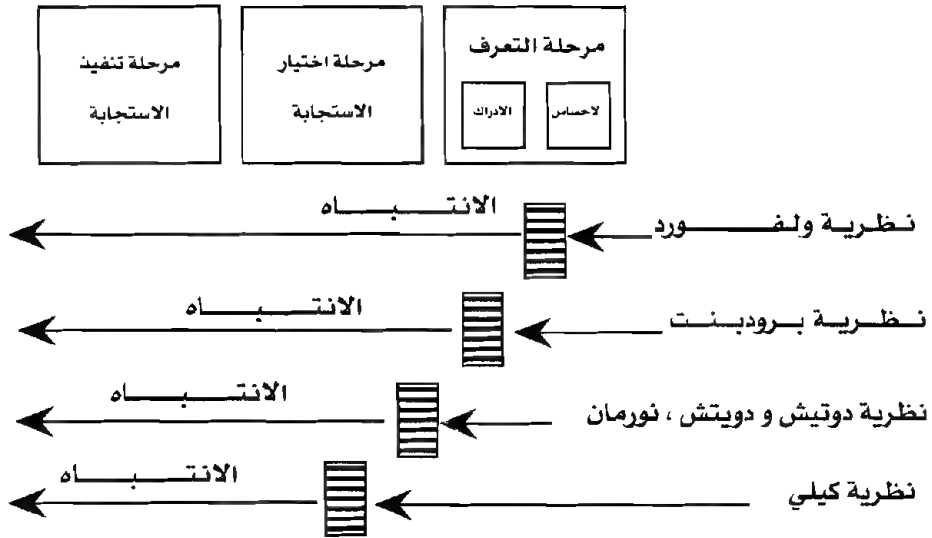 مرحلة التعرف
لاحساس
الادراك
مرحلة اختيار
الاستجابة
مرحلة تنفيذ
الاستجابة
نظرية ولفورد
الانتباه
نظرية برودبنت
الانتباه
نظرية دوتيش و دويتش ، نورمان
الانتباه
نظرية كيلي
الانتباه